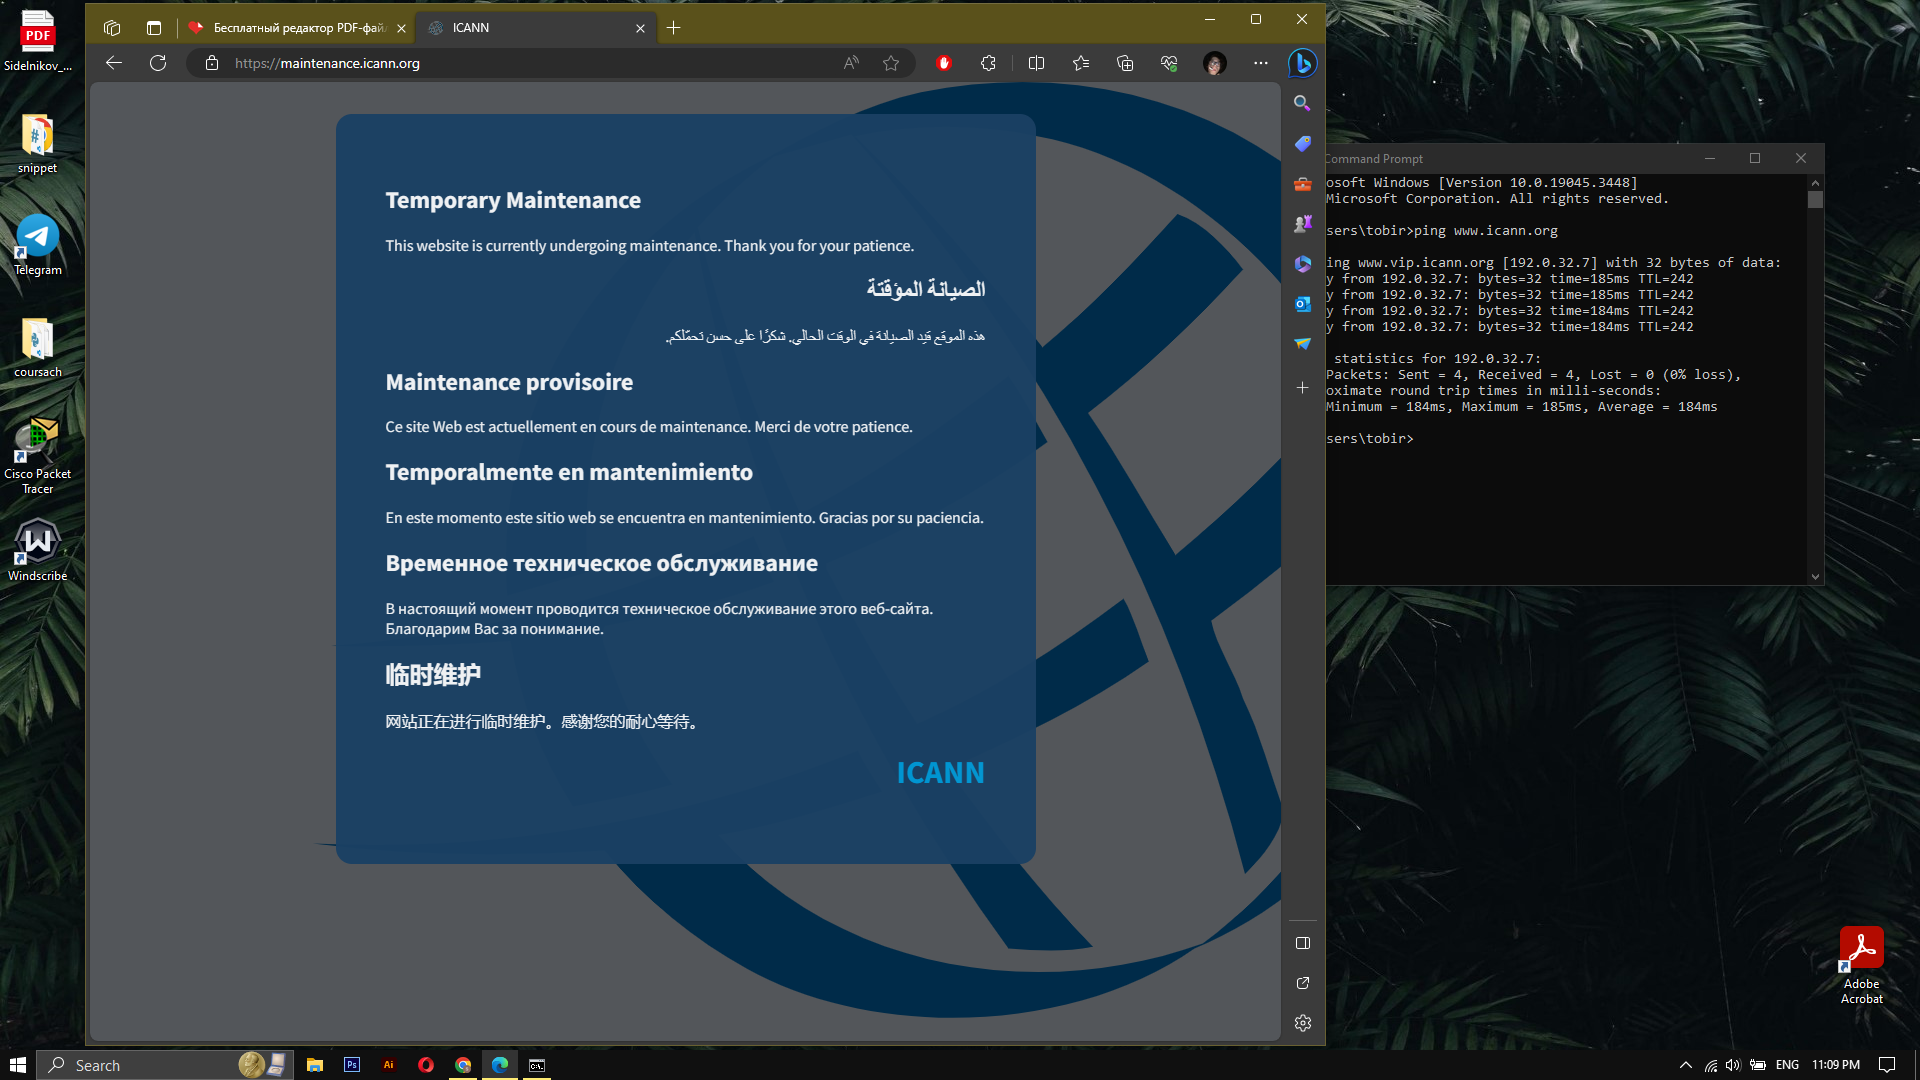 PDF
Sidelnikov_...
snippet
Telegram
coursach
Cisco Packet
Tracer
Windscribe
Бесплатный редактор PDF-фай
ICANN
https://maintenance.icann.org
Temporary Maintenance
This website is currently undergoing maintenance. Thank you for your patience.
الصيانة المؤقتة
هذه الموقع قيد الصيانة في الوقت الحالي. شكرًا على حسن تحمّلكم.
Maintenance provisoire
Ce site Web est actuellement en cours de maintenance. Merci de votre patience.
Temporalmente en mantenimiento
En este momento este sitio web se encuentra en mantenimiento. Gracias por su paciencia.
Временное техническое обслуживание
В настоящий момент проводится техническое обслуживание этого веб-сайта.
Благодарим Вас за понимание.
临时维护
网站正在进行临时维护。感谢您的耐心等待。
ICANN
Command Prompt
osoft Windows [Version 10.0.19045.3448]
Microsoft Corporation. All rights reserved.
sers\tobir>ping www.icann.org
ing www.vip.icann.org [192.0.32.7] with 32 bytes of data:
y from 192.0.32.7: bytes=32 time=185ms TTL=242
y from 192.0.32.7: bytes=32 time=185ms TTL=242
y from 192.0.32.7: bytes=32 time=184ms TTL=242
y from 192.0.32.7: bytes=32 time=184ms TTL=242
statistics for 192.0.32.7:
Packets: Sent = 4, Received = 4, Lost = 0 (0% loss),
oximate round trip times in milli-seconds:
Minimum = 184ms, Maximum = 185ms, Average = 184ms
sers\tobir>
Adobe
Acrobat
Search
Ps
Ai
ENG
11:09 PM